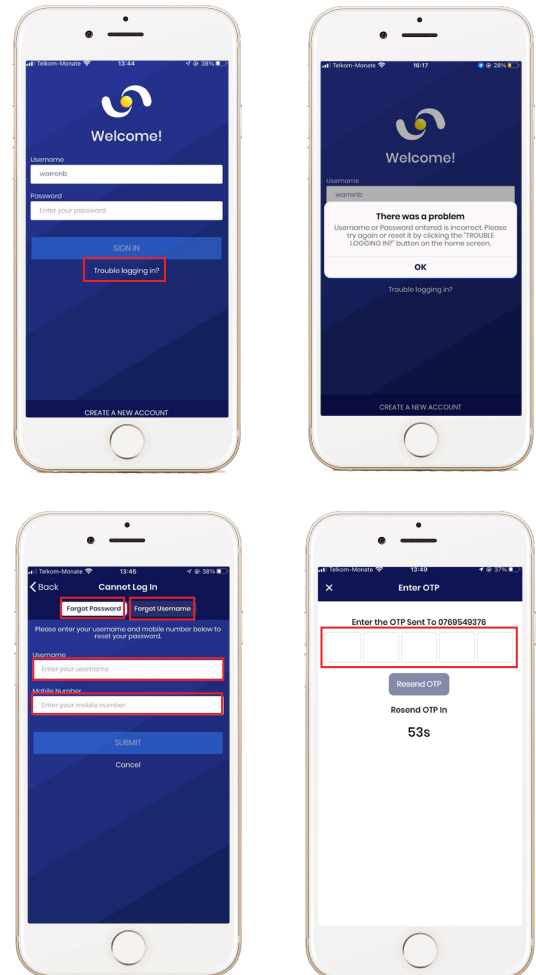 Telkom-Monate 13:44 38%
Welcome!
Username
warrenb
Password
Enter your password
SIGN IN
Trouble logging in?
CREATE A NEW ACCOUNT
Telkom-Monate 16:17 28%
Welcome!
Username
warrenb
There was a problem
Username or Password entered is incorrect. Please
try again or reset it by clicking the "TROUBLE
LOGGING IN?" button on the home screen.
OK
Trouble logging in?
CREATE A NEW ACCOUNT
Telkom-Monate 13:45 38%
Back Cannot Log In
Forgot Password Forgot Username
Please enter your username and mobile number below to
reset your password.
Username
Enter your username
Mobile Number
Enter your mobile number
SUBMIT
Cancel
Telkom-Monate 13:49 37%
× Enter OTP
Enter the OTP Sent To 0769549376
Resend OTP
Resend OTP In
53s